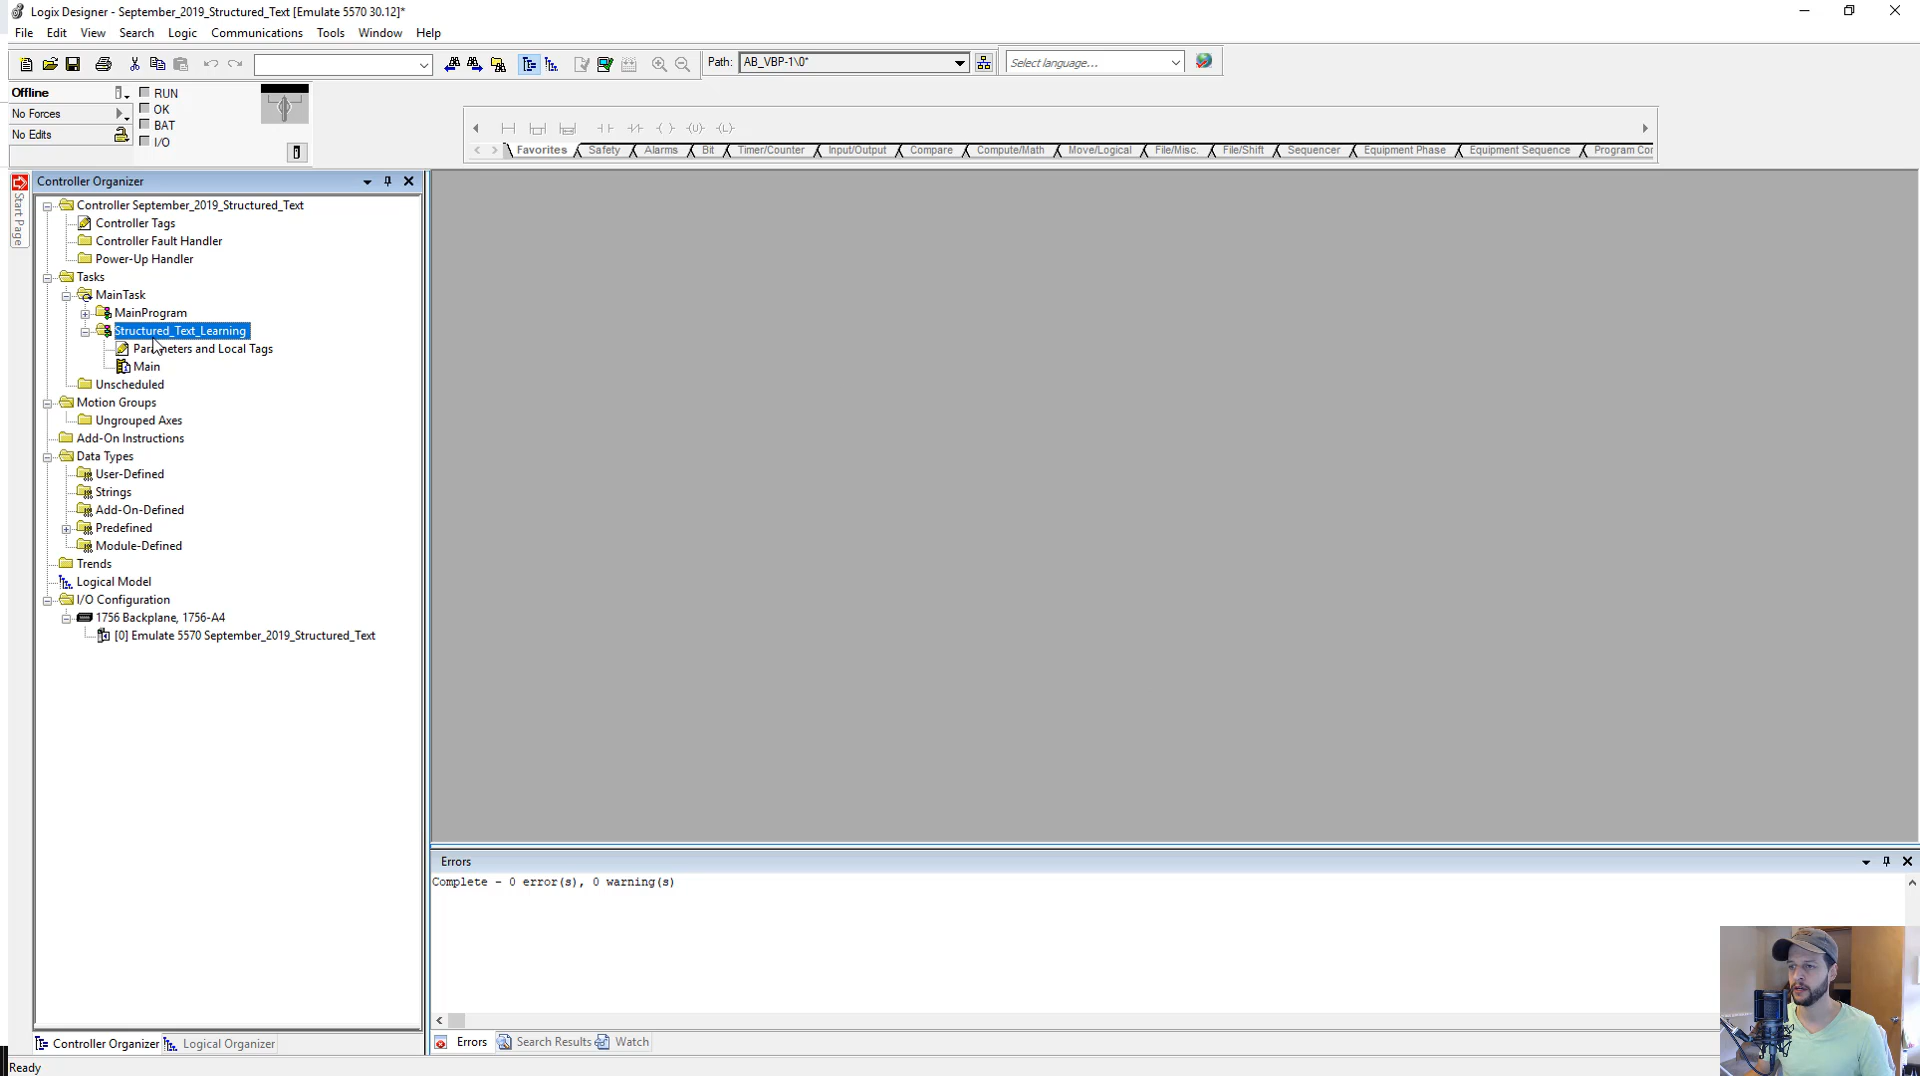 Logix Designer - September_2019_Structured_Text [Emulate 5570 30.12]*
File Edit View Search Logic Communications Tools Window Help
Path: AB_VBP-1\0* Select language...
Offline RUN
No Forces OK
No Edits BAT
I/O
Favorites Safety Alarms Bit Timer/Counter Input/Output Compare Compute/Math Move/Logical File/Misc. File/Shift Sequencer Equipment Phase Equipment Sequence Program Cor
Start Page
Controller Organizer
Controller September_2019_Structured_Text
Controller Tags
Controller Fault Handler
Power-Up Handler
Tasks
MainTask
MainProgram
Structured_Text_Learning
Parameters and Local Tags
Main
Unscheduled
Motion Groups
Ungrouped Axes
Add-On Instructions
Data Types
User-Defined
Strings
Add-On-Defined
Predefined
Module-Defined
Trends
Logical Model
I/O Configuration
1756 Backplane, 1756-A4
[0] Emulate 5570 September_2019_Structured_Text
Errors
Complete - 0 error(s), 0 warning(s)
Controller Organizer Logical Organizer
Errors Search Results Watch
Ready